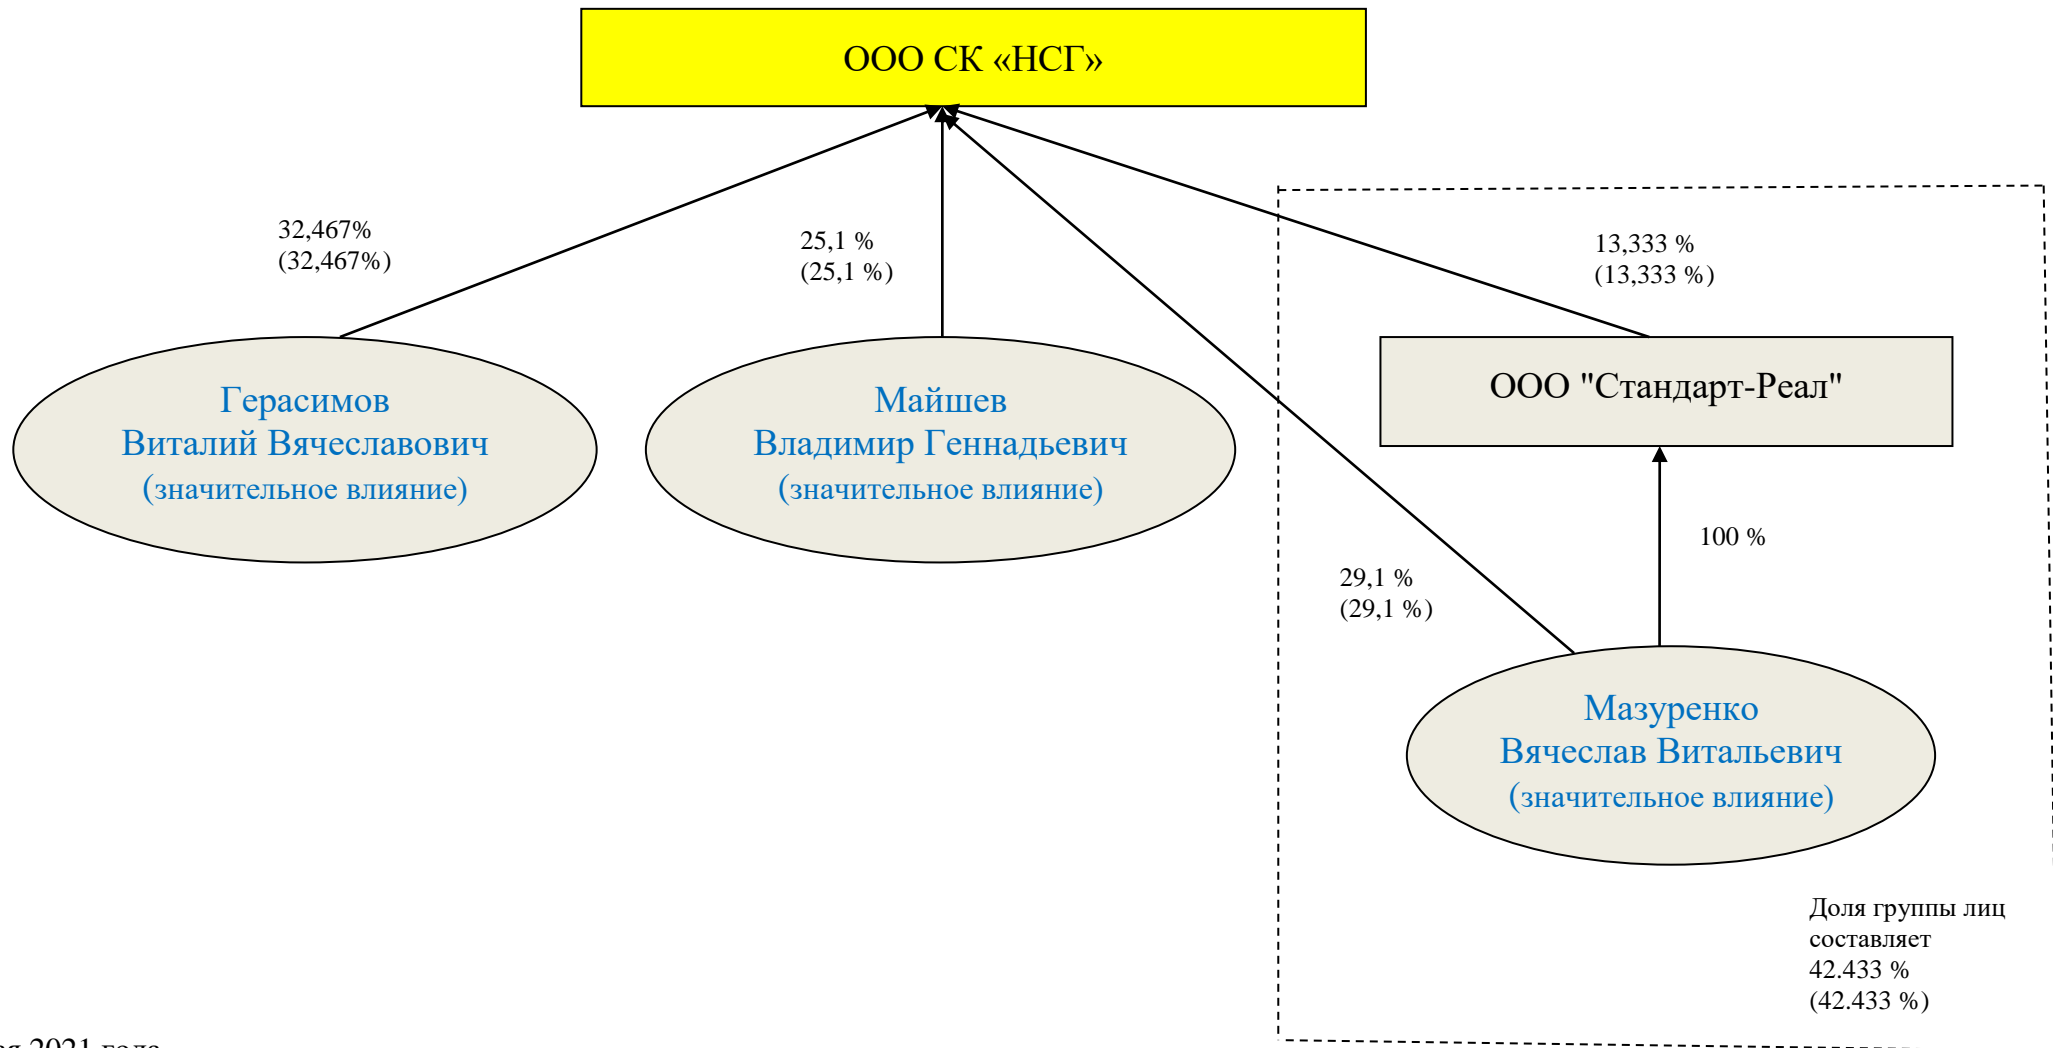 ООО СК «НСГ»
32,467%
(32,467%)
25,1 %
(25,1 %)
13,333 %
(13,333 %)
Герасимов
Виталий Вячеславович
(значительное влияние)
Майшев
Владимир Геннадьевич
(значительное влияние)
ООО "Стандарт-Реал"
100 %
29,1 %
(29,1 %)
Мазуренко
Вячеслав Витальевич
(значительное влияние)
Доля группы лиц
составляет
42.433 %
(42.433 %)
2021 года